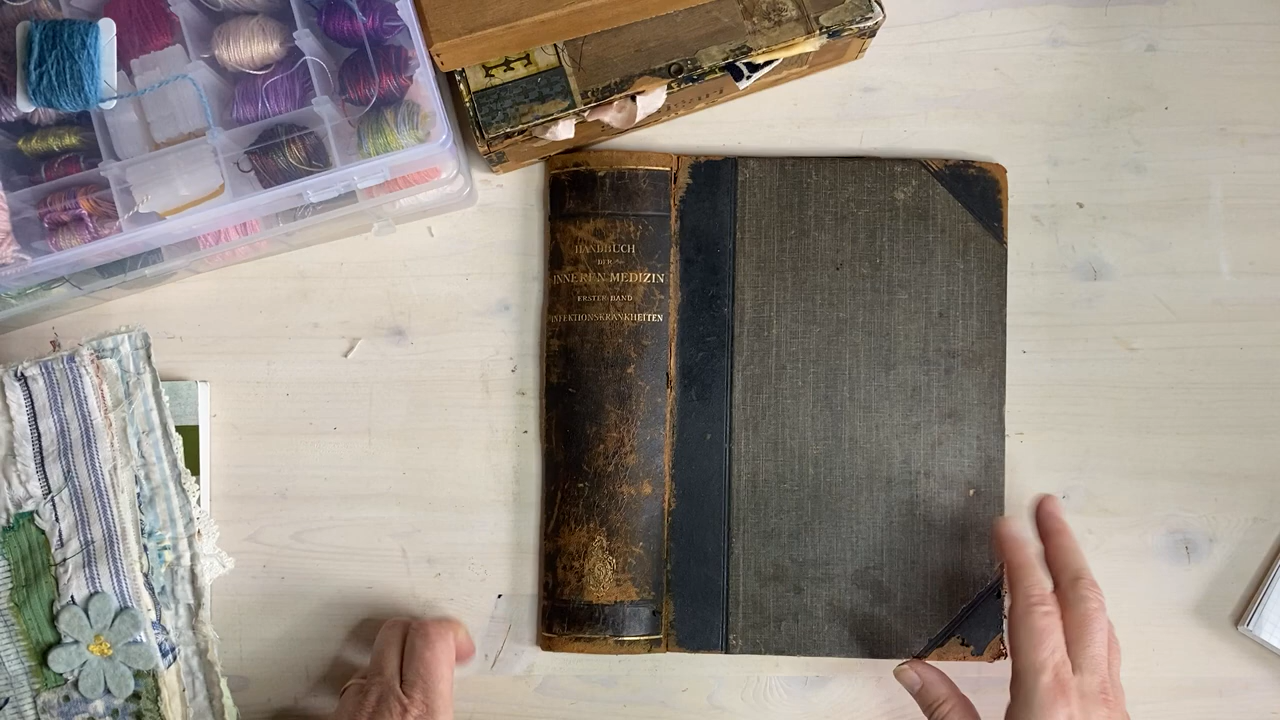 HANDBUCH
DER
INNEREN MEDIZIN
ERSTER BAND
INFEKTIONSKRANKHEITEN